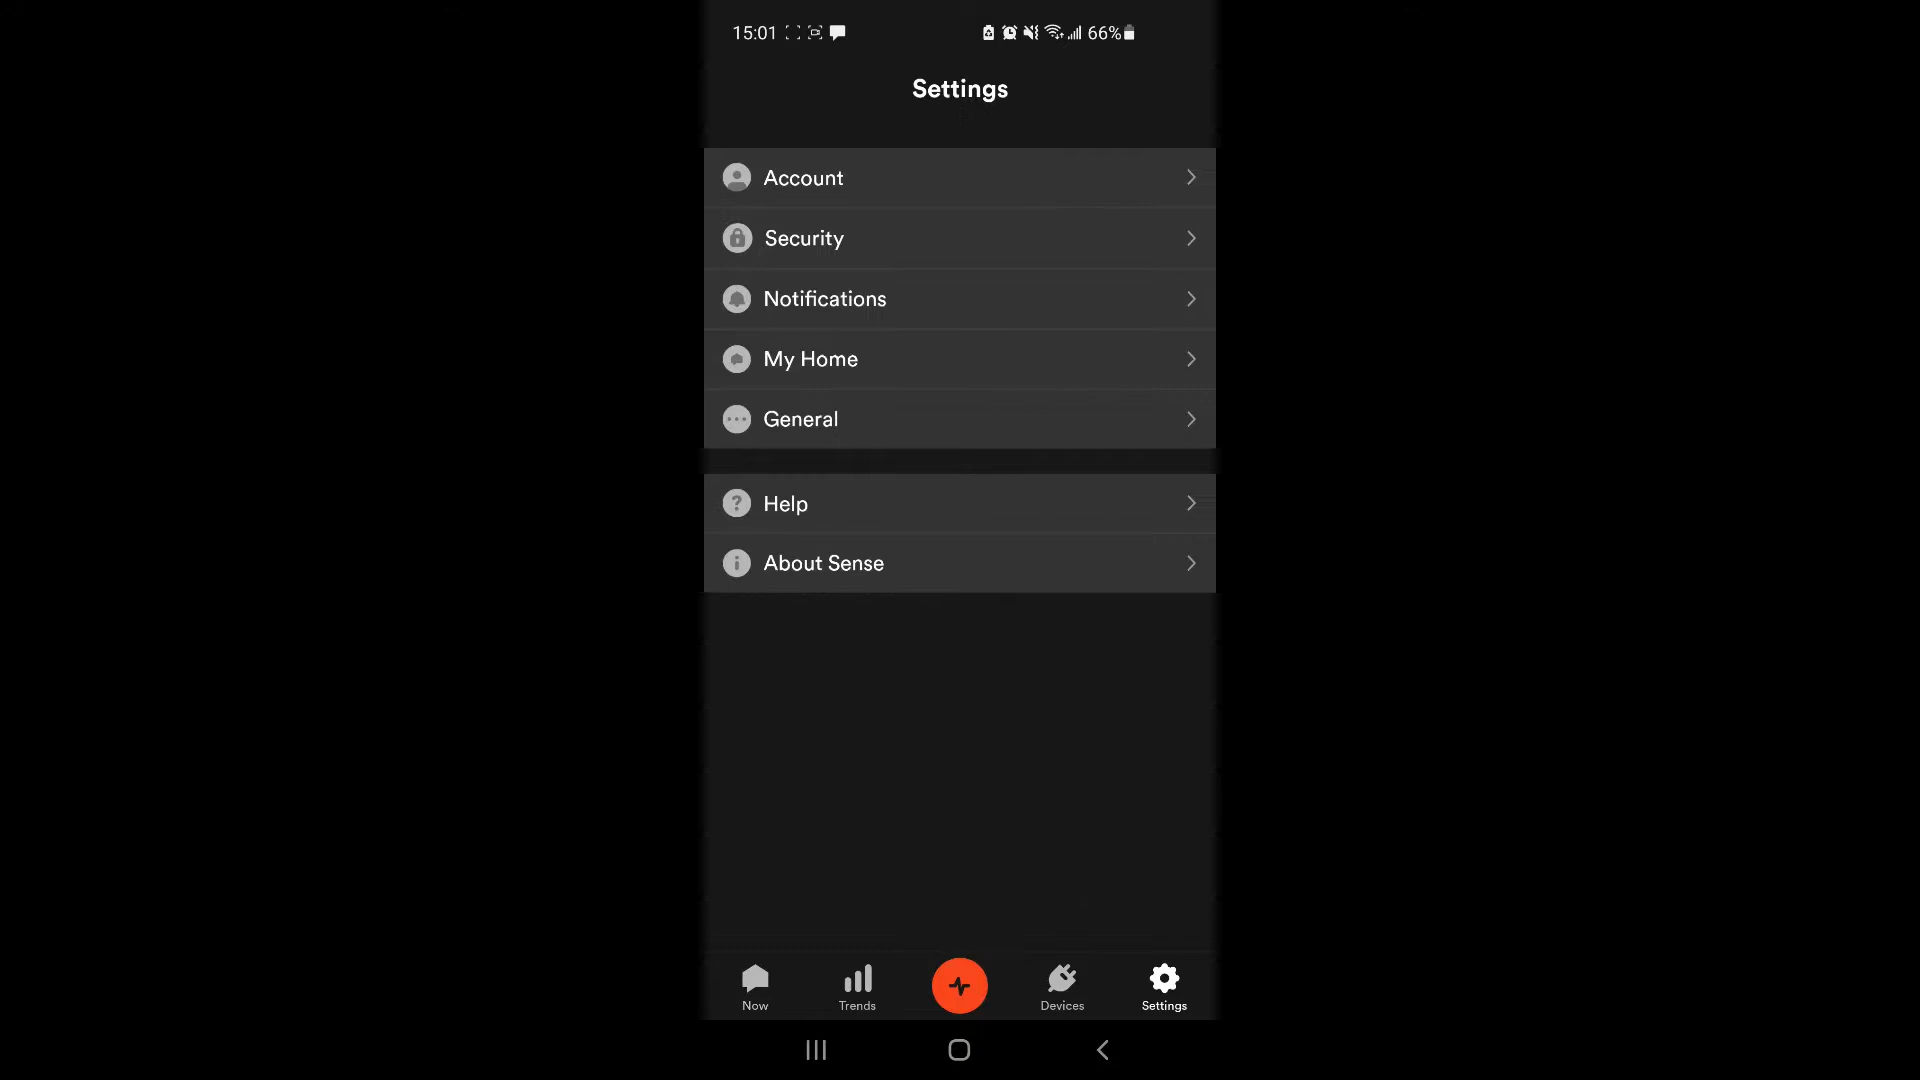 15:01 66%
Settings
Account
Security
Notifications
My Home
General
Help
About Sense
Now Trends Devices Settings